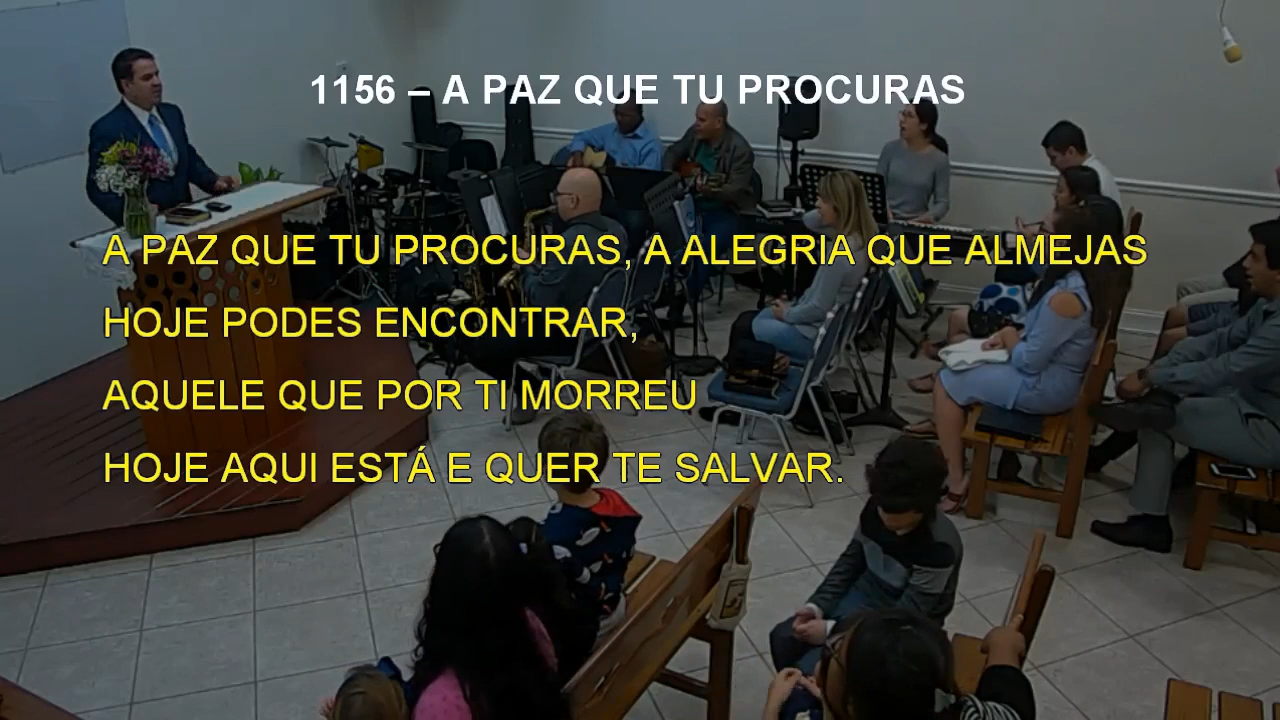 1156 – A PAZ QUE TU PROCURAS
A PAZ QUE TU PROCURAS, A ALEGRIA QUE ALMEJAS
HOJE PODES ENCONTRAR,
AQUELE QUE POR TI MORREU
HOJE AQUI ESTÁ E QUER TE SALVAR.